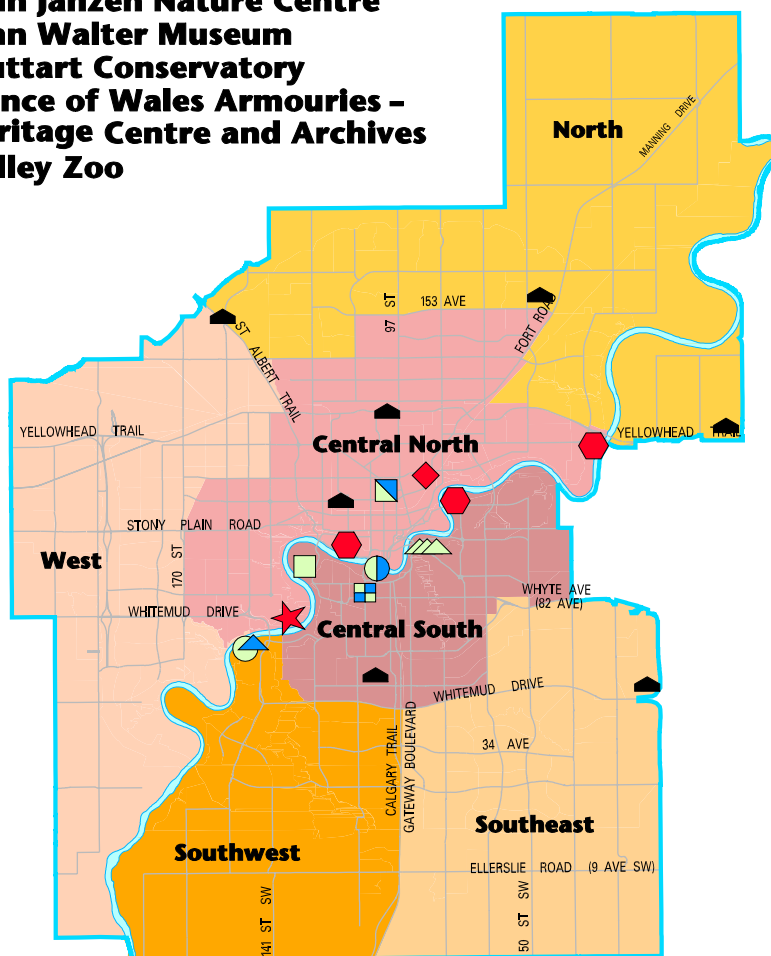 in Janzen Nature Centre
an Walter Museum
uttart Conservatory
nce of Wales Armouries –
ritage Centre and Archives
lley Zoo
North
MANNING DRIVE
97 ST
153 AVE
FORT ROAD
ST ALBERT TRAIL
YELLOWHEAD TRAIL
YELLOWHEAD TRAIL
Central North
STONY PLAIN ROAD
West
170 ST
WHYTE AVE
(82 AVE)
WHITEMUD DRIVE
Central South
WHITEMUD DRIVE
CALGARY TRAIL
GATEWAY BOULEVARD
34 AVE
Southeast
Southwest
ELLERSLIE ROAD (9 AVE SW)
141 ST SW
50 ST SW